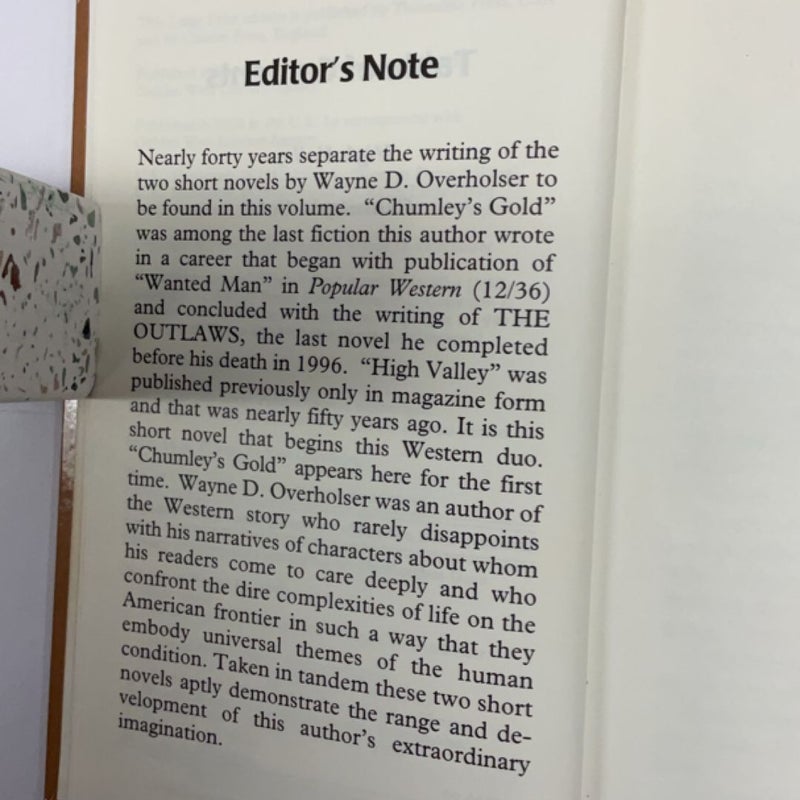 Editor's Note
Nearly forty years separate the writing of the
two short novels by Wayne D. Overholser to
be found in this volume. “Chumley's Gold”
was among the last fiction this author wrote
in a career that began with publication of
“Wanted Man” in Popular Western (12/36)
and concluded with the writing of THE
OUTLAWS, the last novel he completed
before his death in 1996. “High Valley” was
published previously only in magazine form
and that was nearly fifty years ago. It is this
short novel that begins this Western duo.
“Chumley's Gold” appears here for the first
time. Wayne D. Overholser was an author of
the Western story who rarely disappoints
with his narratives of characters about whom
his readers come to care deeply and who
confront the dire complexities of life on the
American frontier in such a way that they
embody universal themes of the human
condition. Taken in tandem these two short
novels aptly demonstrate the range and de-
velopment of this author's extraordinary
imagination.